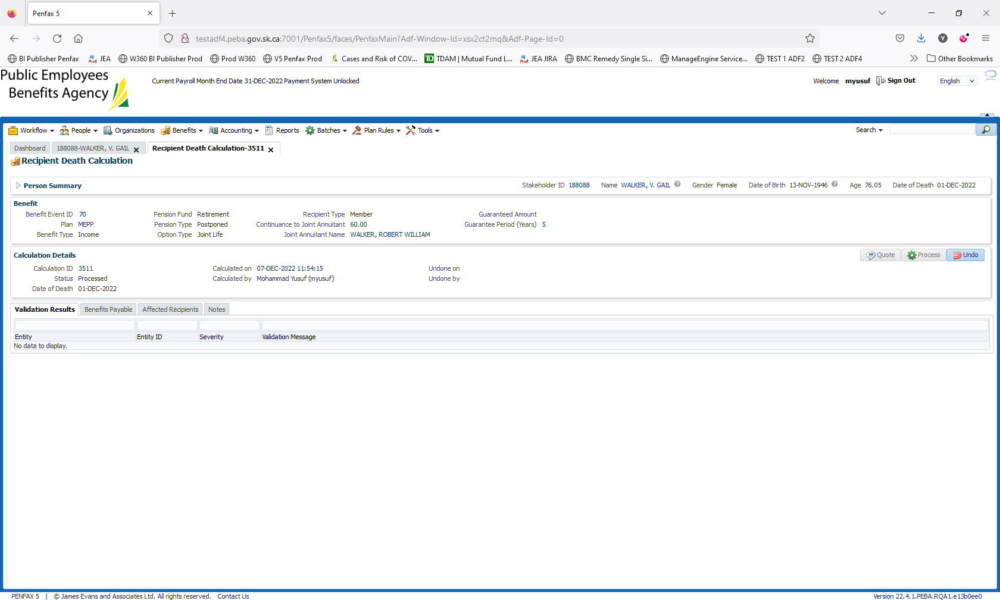 Penfax 5
testadf4.peba.gov.sk.ca:7001/Penfax5/faces/PenfaxMain?Adf-Window-Id=xsx2ct2mq&Adf-Page-Id=0
BI Publisher Penfax JEA W360 BI Publisher Prod Prod W360 V5 Penfax Prod Cases and Risk of COV... TDAM | Mutual Fund L... JEA JIRA BMC Remedy Single Si... ManageEngine Service... TEST 1 ADF2 TEST 2 ADF4 Other Bookmarks
Public Employees
Benefits Agency
Current Payroll Month End Date 31-DEC-2022 Payment System Unlocked
Welcome myusuf Sign Out English
Workflow People Organizations Benefits Accounting Reports Batches Plan Rules Tools Search
Dashboard 188088-WALKER, V. GAIL Recipient Death Calculation-3511
Recipient Death Calculation
Person Summary Stakeholder ID 188088 Name WALKER, V. GAIL Gender Female Date of Birth 13-NOV-1946 Age 76.05 Date of Death 01-DEC-2022
Benefit
Benefit Event ID 70 Pension Fund Retirement Recipient Type Member Guaranteed Amount
Plan MEPP Pension Type Postponed Continuance to Joint Annuitant 60.00 Guarantee Period (Years) 5
Benefit Type Income Option Type Joint Life Joint Annuitant Name WALKER, ROBERT WILLIAM
Calculation Details Quote Process Undo
Calculation ID 3511 Calculated on 07-DEC-2022 11:54:15 Undone on
Status Processed Calculated by Mohammad Yusuf (myusuf) Undone by
Date of Death 01-DEC-2022
Validation Results Benefits Payable Affected Recipients Notes
Entity Entity ID Severity Validation Message
No data to display.
PENFAX 5 | © James Evans and Associates Ltd. All rights reserved. Contact Us Version 22.4.1.PEBA.RQA1.e13b0ee0